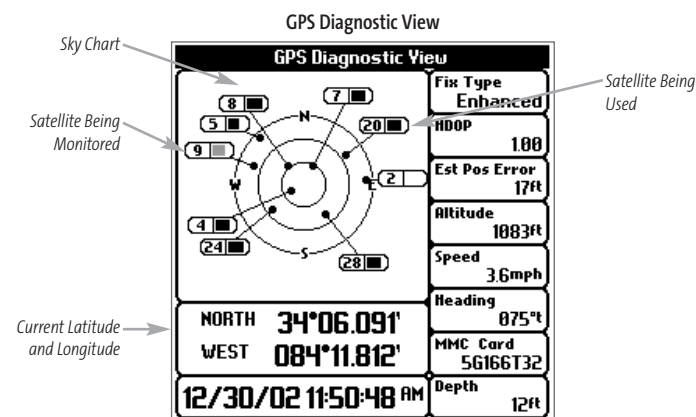 GPS Diagnostic View
Sky Chart
GPS Diagnostic View
Satellite Being
Monitored
Satellite Being
Used
N
W
E
S
8
7
5
20
9
2
4
24
28
Fix Type
Enhanced
HDOP
1.00
Est Pos Error
17ft
Altitude
1083ft
Speed
3.6mph
Heading
075°t
MMC Card
5G166T32
Depth
12ft
Current Latitude
and Longitude
NORTH 34°06.091'
WEST 084°11.812'
12/30/02 11:50:48 AM